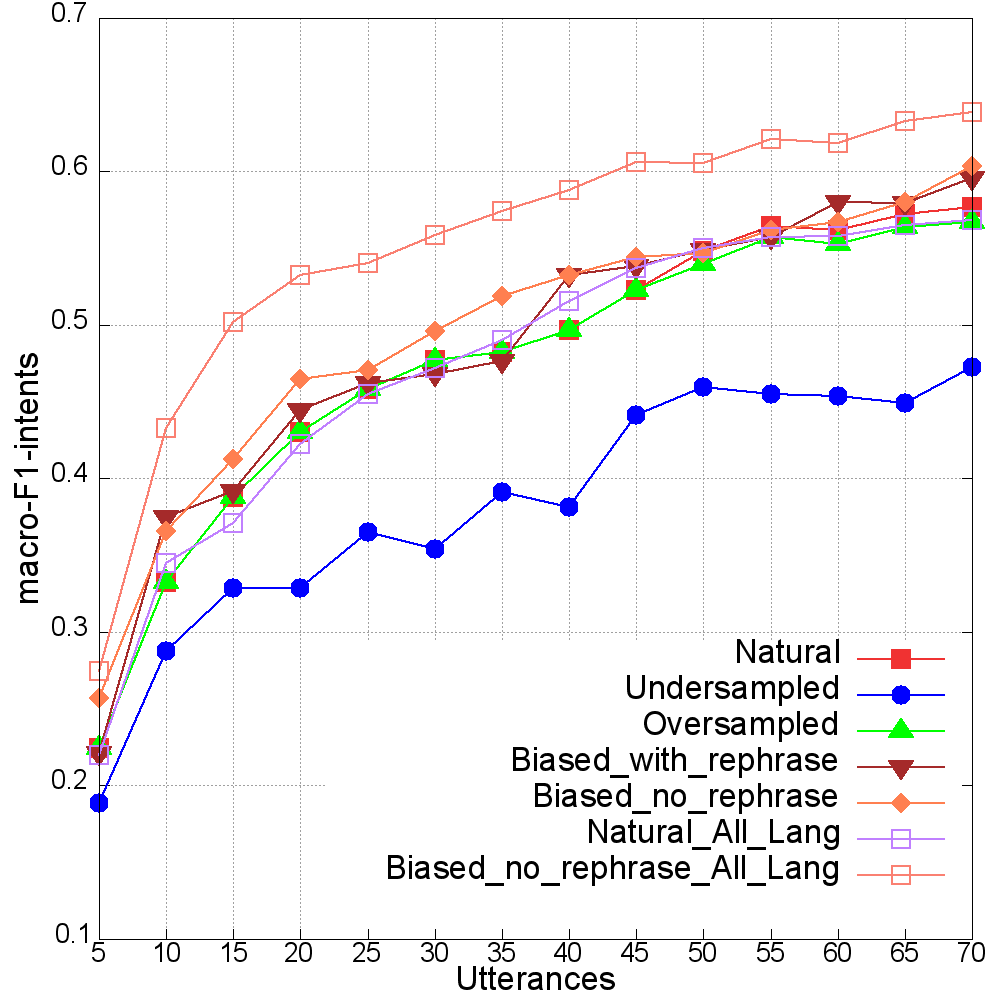 0.7
0.6
0.5
0.4
0.3
0.2
0.1
macro-F1-intents
Natural
Undersampled
Oversampled
Biased_with_rephrase
Biased_no_rephrase
Natural_All_Lang
Biased_no_rephrase_All_Lang
5 10 15 20 25 30 35 40 45 50 55 60 65 70
Utterances